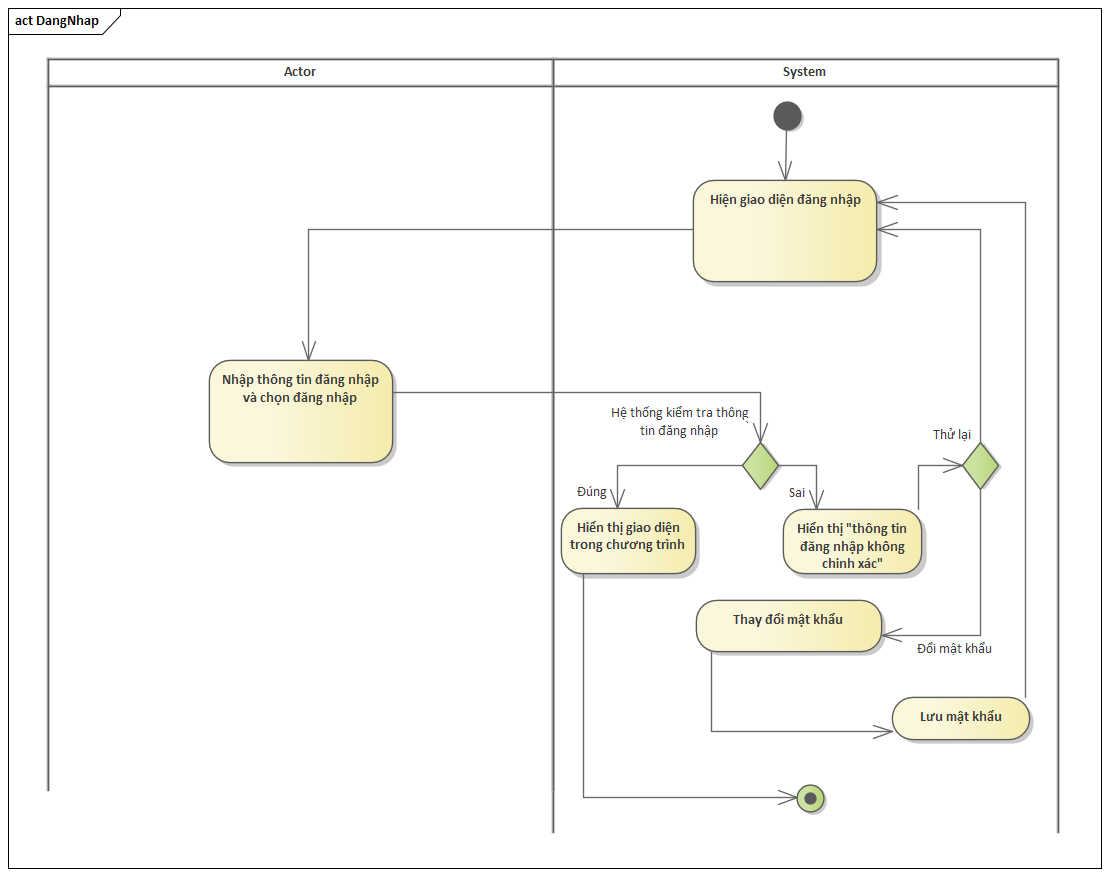 act DangNhap
Actor
System
Hiện giao diện đăng nhập
Nhập thông tin đăng nhập
và chọn đăng nhập
Hệ thống kiểm tra thông
tin đăng nhập
Thử lại
Đúng
Sai
Hiển thị giao diện
trong chương trình
Hiển thị "thông tin
đăng nhập không
chinh xác"
Thay đổi mật khẩu
Đổi mật khẩu
Lưu mật khẩu